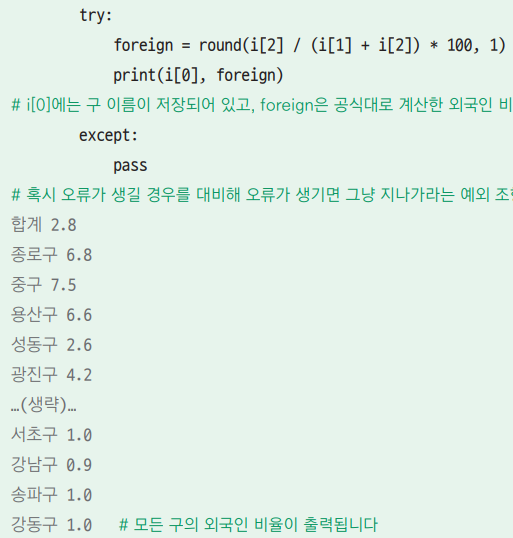 try:
foreign = round(i[2] / (i[1] + i[2]) * 100, 1)
print(i[0], foreign)
# i[0]에는 구 이름이 저장되어 있고, foreign은 공식대로 계산한 외국인 비
except:
pass
# 혹시 오류가 생길 경우를 대비해 오류가 생기면 그냥 지나가라는 예외 조
합계 2.8
종로구 6.8
중구 7.5
용산구 6.6
성동구 2.6
광진구 4.2
…(생략)…
서초구 1.0
강남구 0.9
송파구 1.0
강동구 1.0 # 모든 구의 외국인 비율이 출력됩니다